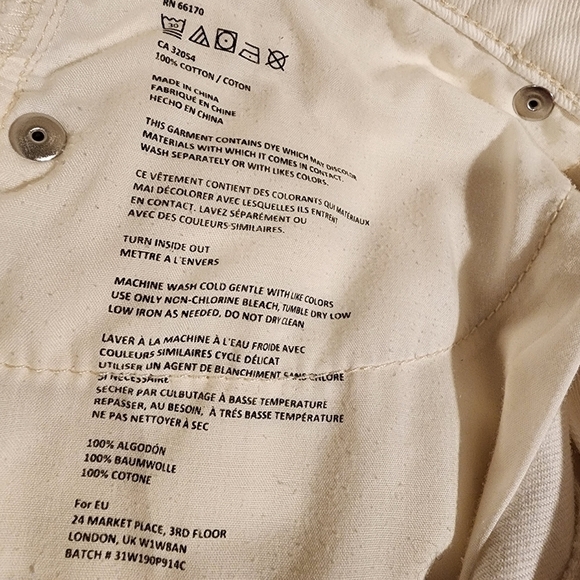 RN 66170
30
CA 32054
100% COTTON / COTON
MADE IN CHINA
FABRIQUÉ EN CHINE
HECHO EN CHINA
THIS GARMENT CONTAINS DYE WHICH MAY DISCOLOR
MATERIALS WITH WHICH IT COMES IN CONTACT.
WASH SEPARATELY OR WITH LIKES COLORS.
CE VÊTEMENT CONTIENT DES COLORANTS QUI MATÉRIAUX
MAI DÉCOLORER AVEC LESQUELLES ILS ENTRENT
EN CONTACT. LAVEZ SÉPARÉMENT OU
AVEC DES COULEURS SIMILAIRES.
TURN INSIDE OUT
METTRE A L'ENVERS
MACHINE WASH COLD GENTLE WITH LIKE COLORS
USE ONLY NON-CHLORINE BLEACH, TUMBLE DRY LOW
LOW IRON AS NEEDED, DO NOT DRY CLEAN
LAVER À LA MACHINE À L'EAU FROIDE AVEC
COULEURS SIMILAIRES CYCLE DÉLICAT
UTILISER UN AGENT DE BLANCHIMENT SANS CHLORE
SI NÉCESSAIRE
SÉCHER PAR CULBUTAGE À BASSE TEMPERATURE
REPASSER, AU BESOIN, À TRÉS BASSE TEMPÉRATURE
NE PAS NETTOYER À SEC
100% ALGODÓN
100% BAUMWOLLE
100% COTONE
For EU
24 MARKET PLACE, 3RD FLOOR
LONDON, UK W1W8AN
BATCH # 31W190P914C